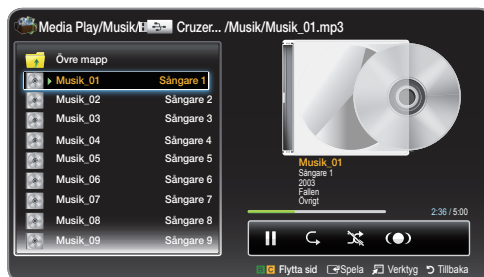 Media Play/Musik/ Cruzer... /Musik/Musik_01.mp3
Övre mapp
Musik_01 Sångare 1
Musik_02 Sångare 2
Musik_03 Sångare 3
Musik_04 Sångare 4
Musik_05 Sångare 5
Musik_06 Sångare 6
Musik_07 Sångare 7
Musik_08 Sångare 8
Musik_09 Sångare 9
Musik_01
Sångare 1
2003
Fallen
Övrigt
2:36 / 5:00
B C Flytta sid Spela Verktyg Tillbaka